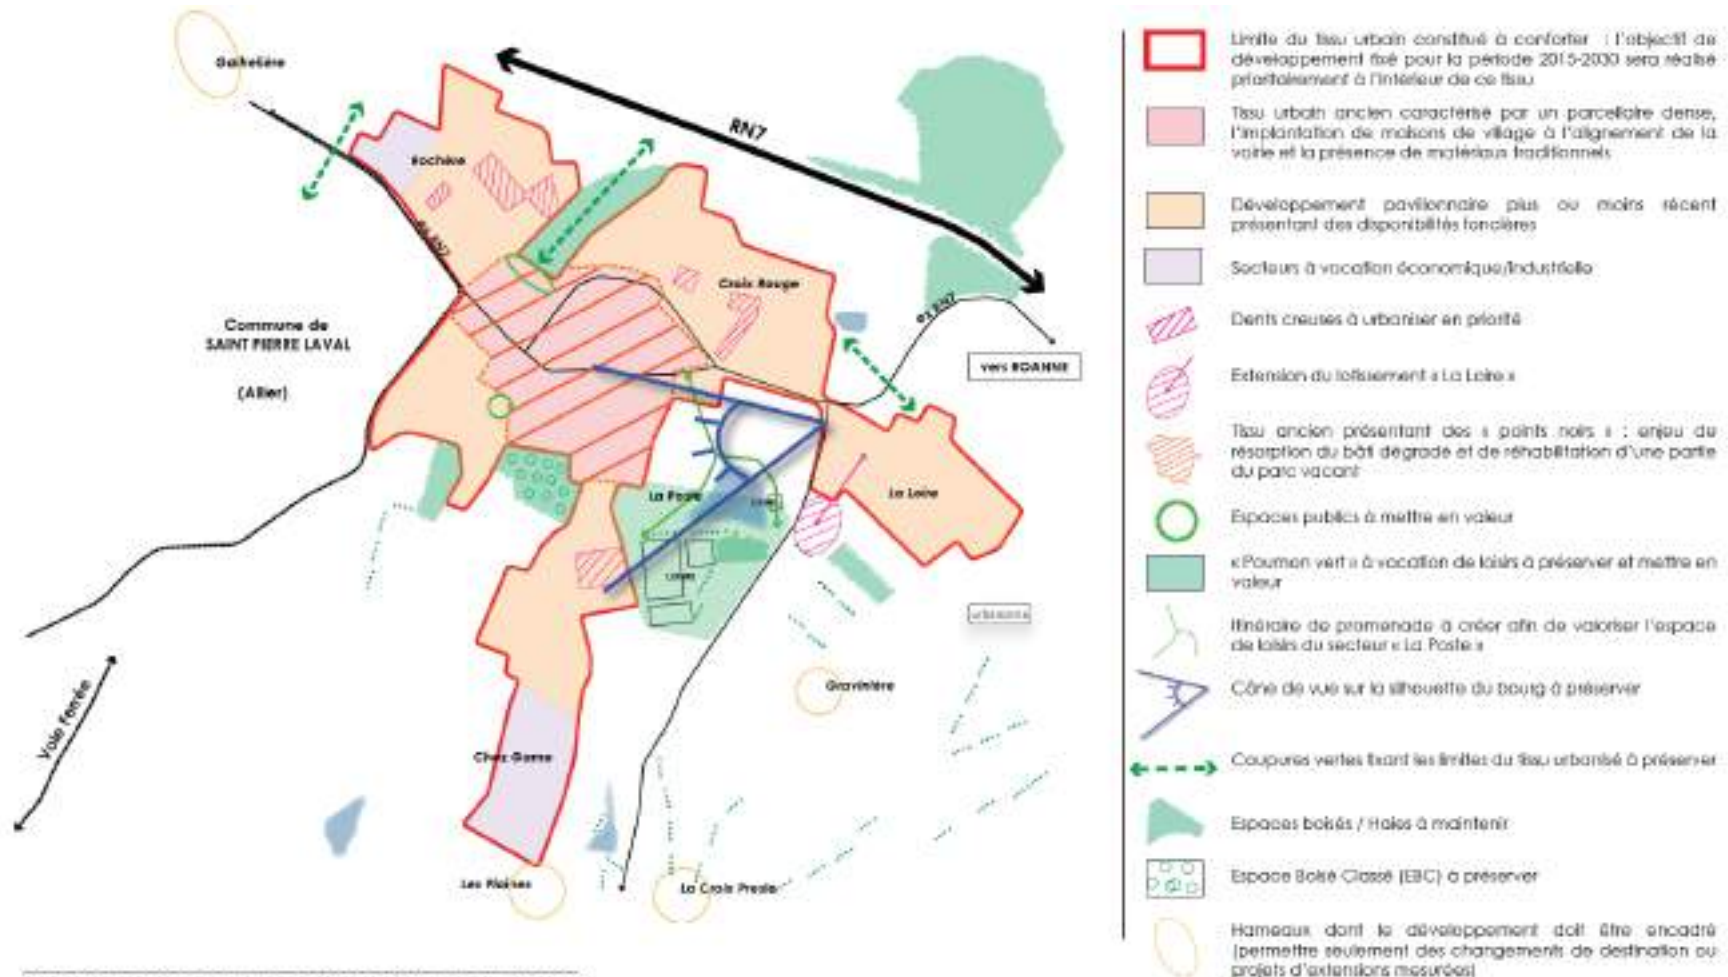 Gathelière
RN7
Rochère
ex RN7
Croix Rouge
Commune de
SAINT PIERRE LAVAL
(Allier)
ex RN7
vers ROANNE
La Poste
La Loire
Voie Ferrée
Gravinière
Chez Game
Les Plaines
Limite du tissu urbain constitué à conforter : l'objectif de
développement fixé pour la période 2015-2030 sera réalisé
prioritairement à l'intérieur de ce tissu
Tissu urbain ancien caractérisé par un parcellaire dense,
l'implantation de maisons de village à l'alignement de la
voirie et la présence de matériaux traditionnels
Développement pavillonnaire plus ou moins récent
présentant des disponibilités foncières
Secteurs à vocation économique/industrielle
Dents creuses à urbaniser en priorité
Extension du lotissement « La Loire »
Tissu ancien présentant des « points noirs » : enjeu de
résorption du bâti dégradé et de réhabilitation d'une partie
du parc vacant
Espaces publics à mettre en valeur
« Poumon vert » à vocation de loisirs à préserver et mettre en
valeur
Itinéraire de promenade à créer afin de valoriser l'espace
de loisirs du secteur « La Poste »
Cône de vue sur la silhouette du bourg à préserver
Coupures vertes fixant les limites du tissu urbanisé à préserver
Espaces boisés / Haies à maintenir
Espace Boisé Classé (EBC) à préserver
Hameaux dont le développement doit être encadré
(permettre seulement des changements de destination ou
projets d'extensions mesurées)